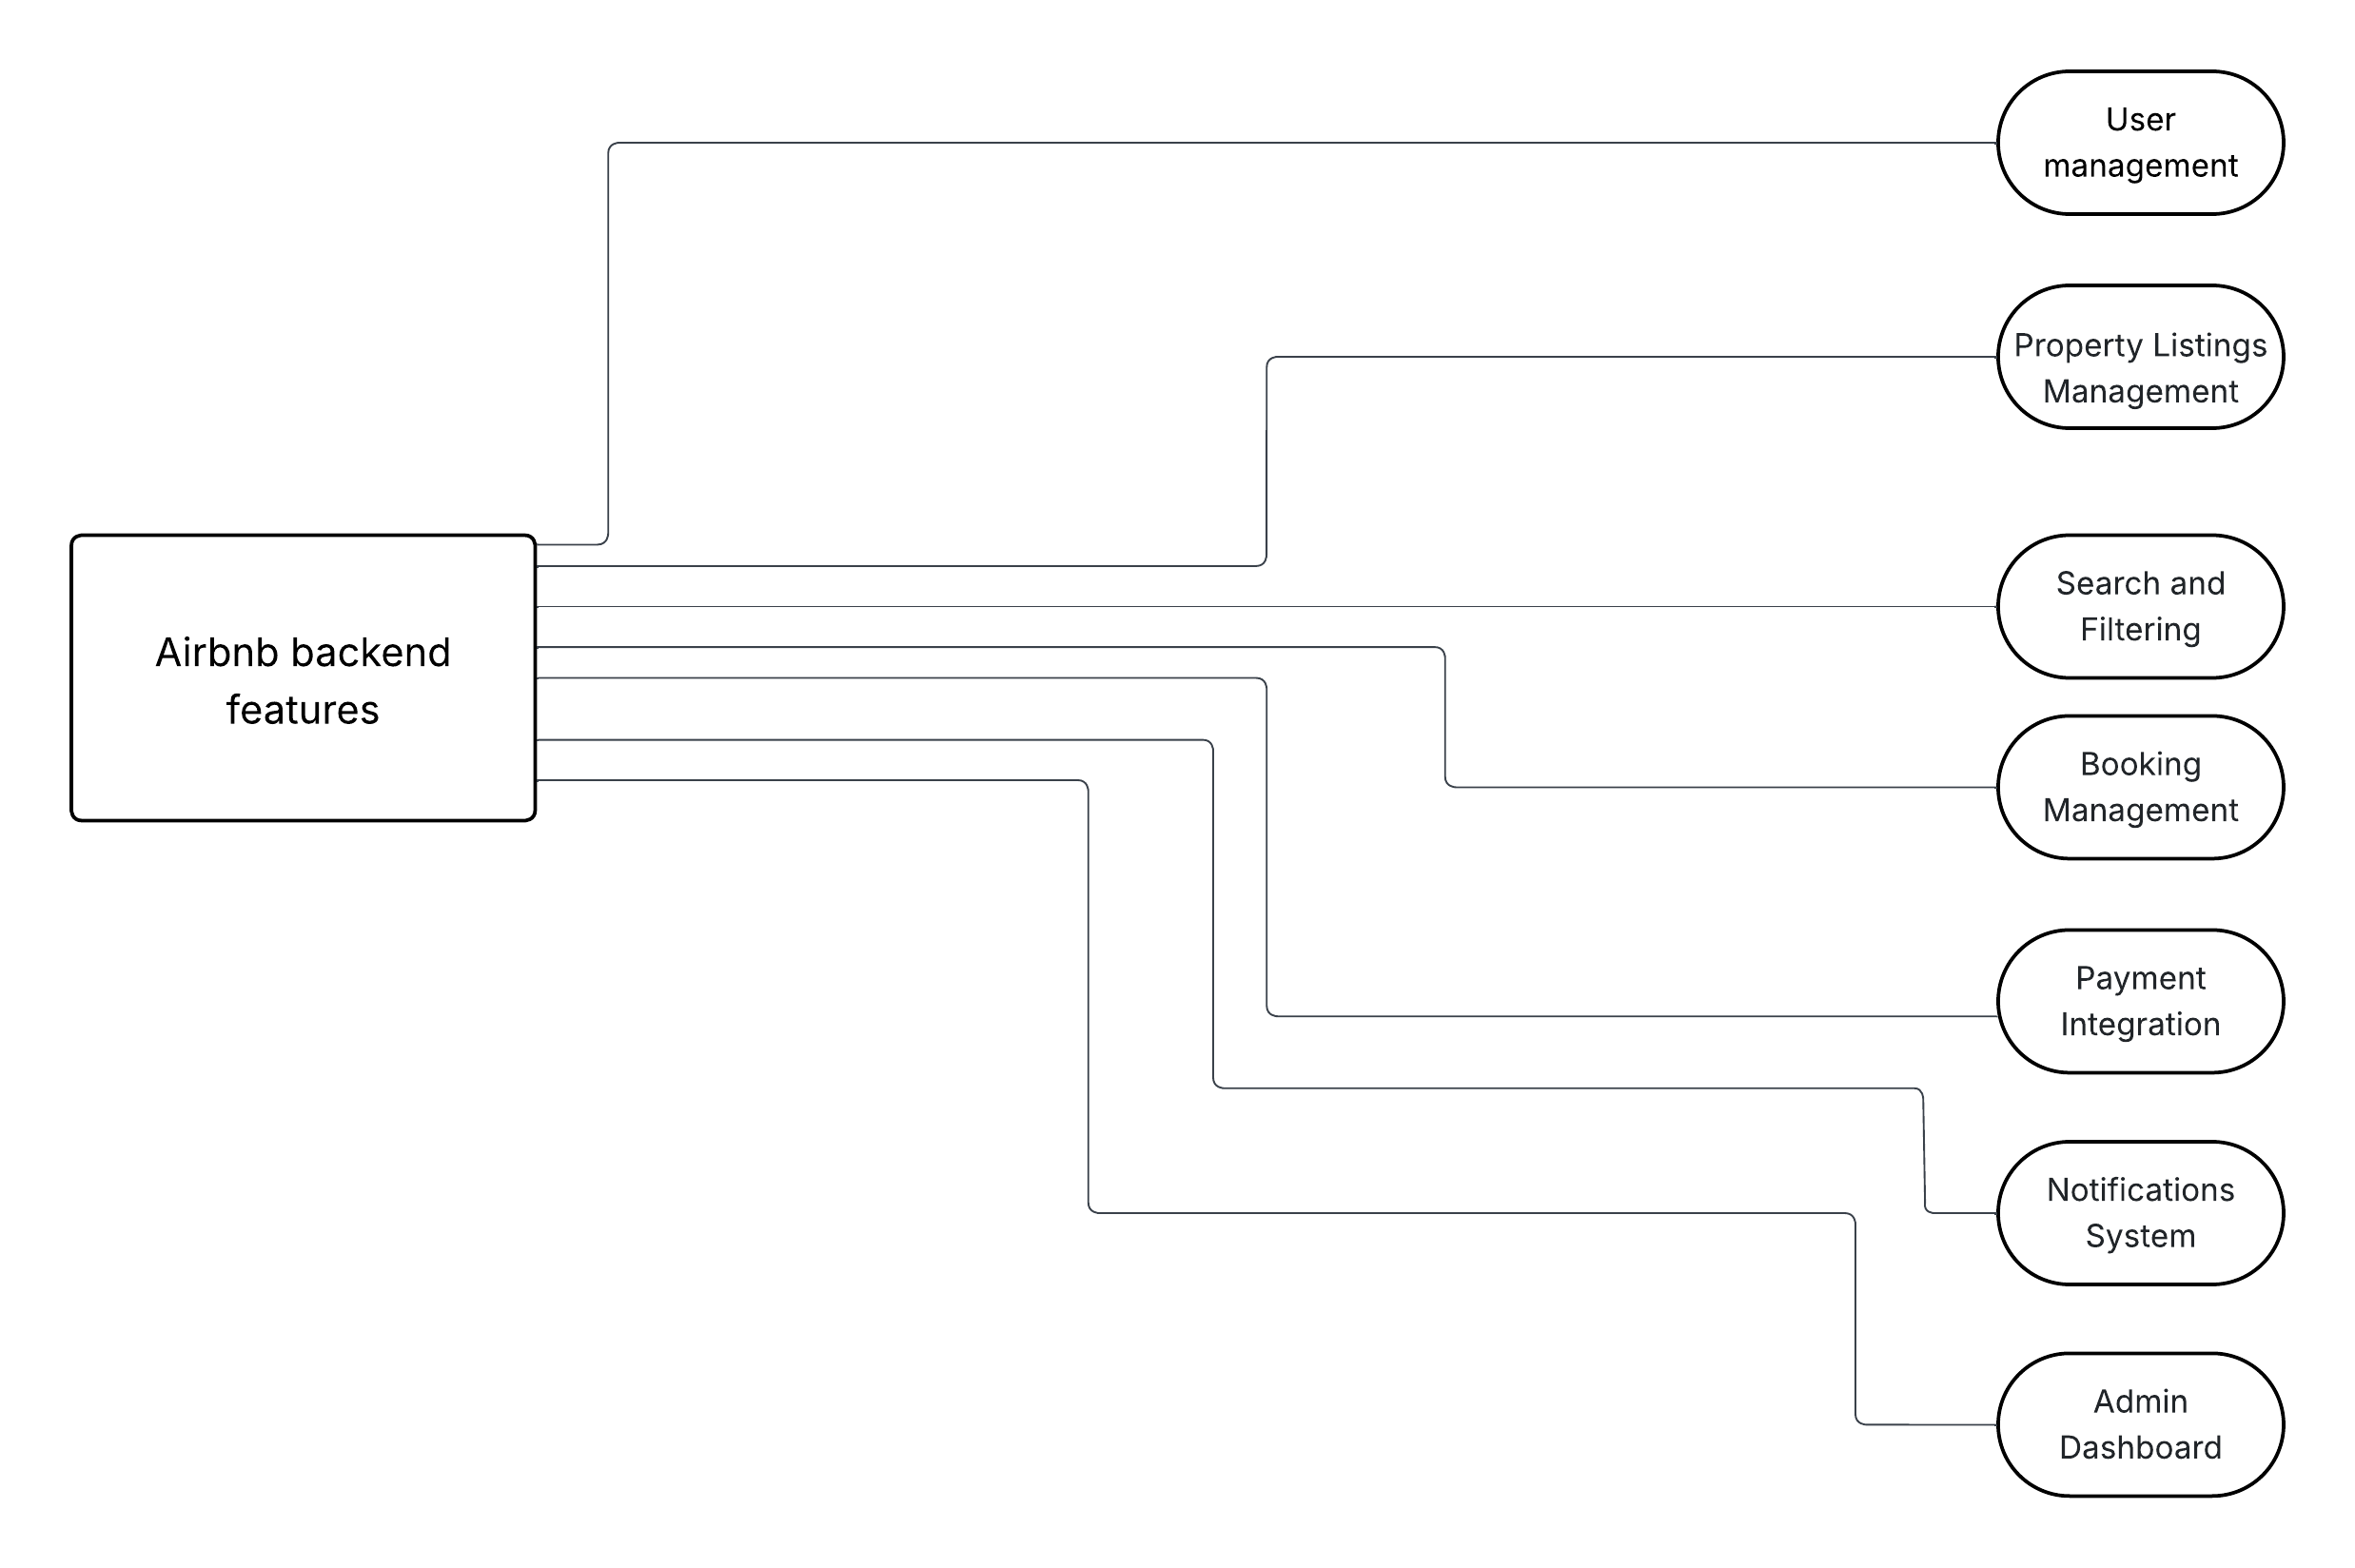 User
management
Property Listings
Management
Airbnb backend
features
Search and
Filtering
Booking
Management
Payment
Integration
Notifications
System
Admin
Dashboard